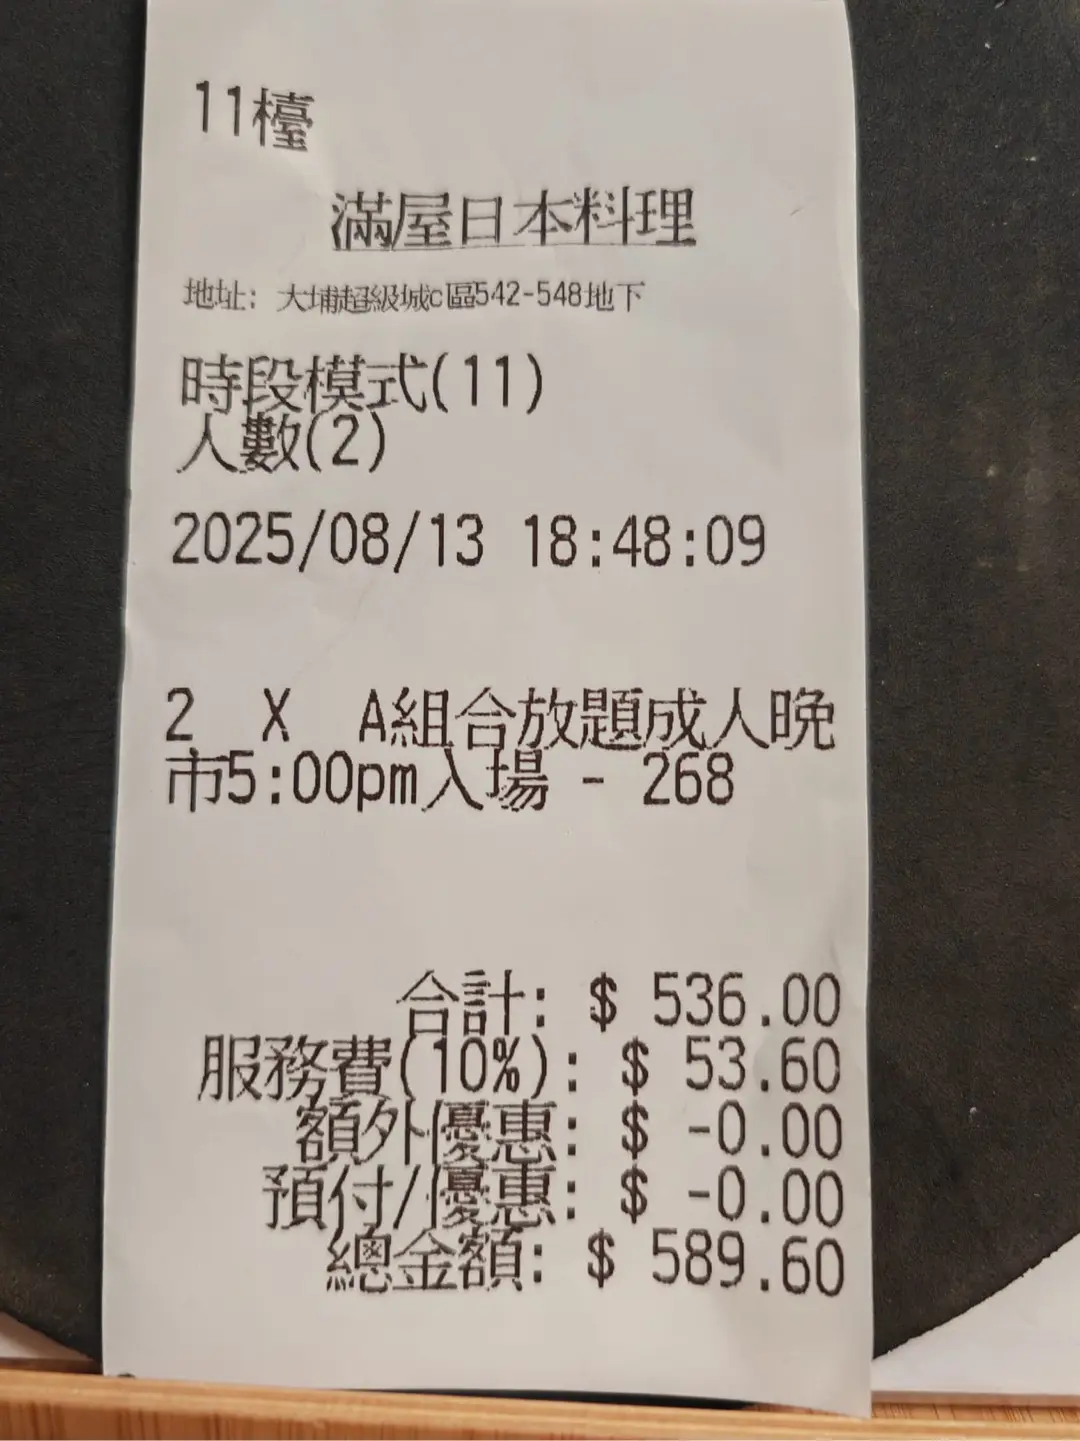 11檯
滿屋日本料理
地址: 大埔超級城c區542-548地下
時段模式(11)
人數(2)
2025/08/13 18:48:09
2 X A組合放題成人晚
市5:00pm入場 - 268
合計: $ 536.00
服務費(10%): $ 53.60
額外優惠: $ -0.00
預付/優惠: $ -0.00
總金額: $ 589.60